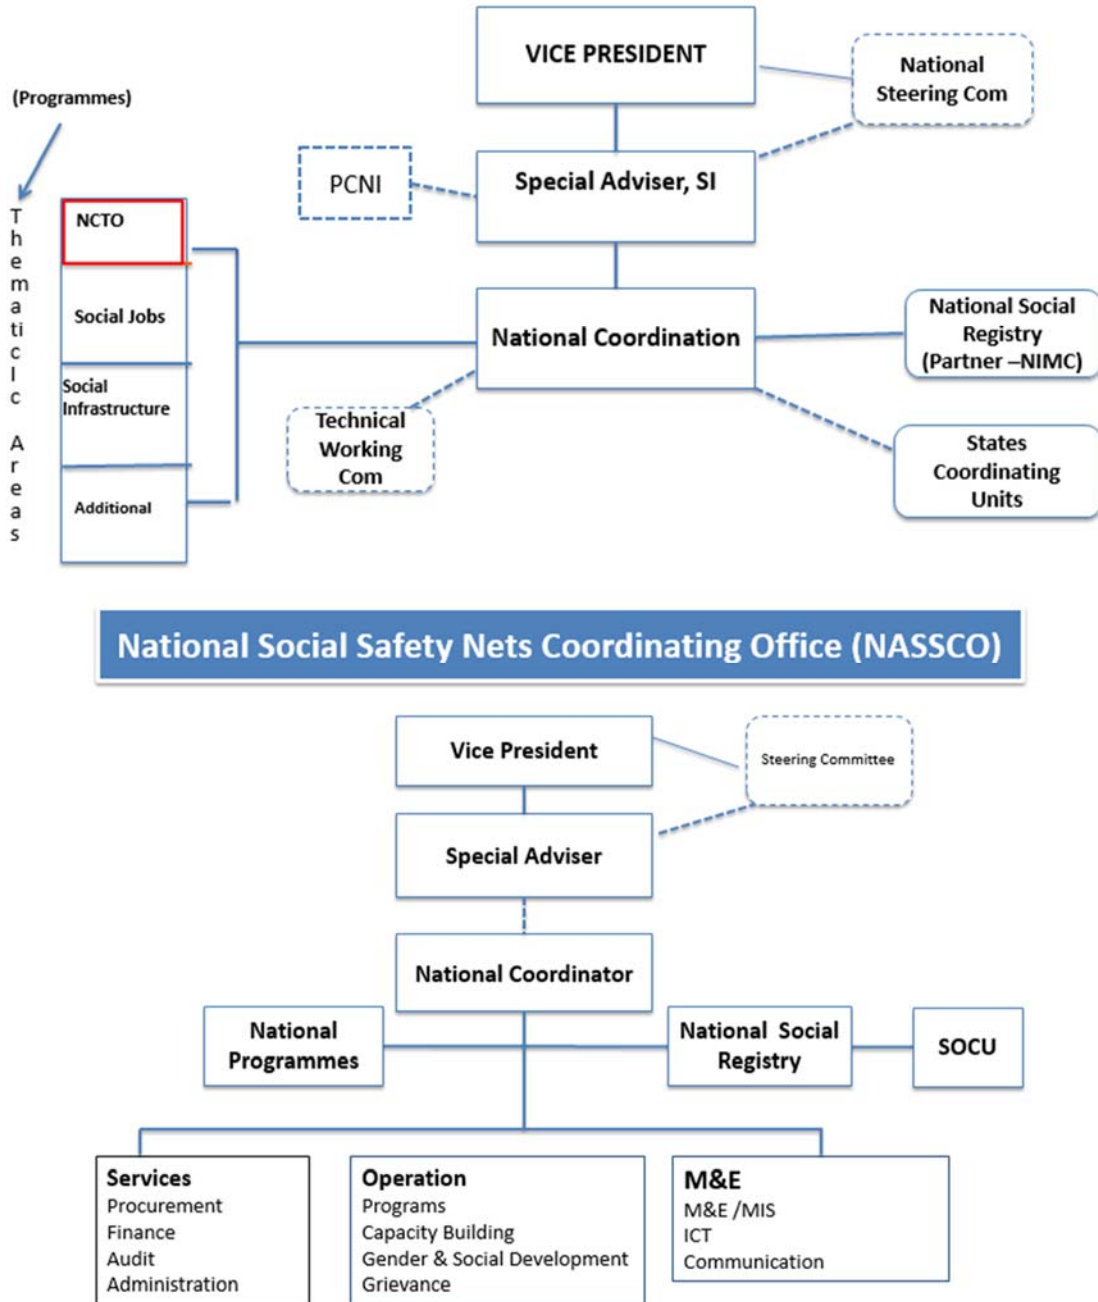 VICE PRESIDENT
National
Steering Com
(Programmes)
PCNI
Special Adviser, SI
Thematiclc Areas
NCTO
Social Jobs
Social
Infrastructure
Additional
National Coordination
National Social
Registry
(Partner –NIMC)
Technical
Working
Com
States
Coordinating
Units
National Social Safety Nets Coordinating Office (NASSCO)
Vice President
Steering Committee
Special Adviser
National Coordinator
National
Programmes
National Social
Registry
SOCU
Services
Procurement
Finance
Audit
Administration
Operation
Programs
Capacity Building
Gender & Social Development
Grievance
M&E
M&E /MIS
ICT
Communication